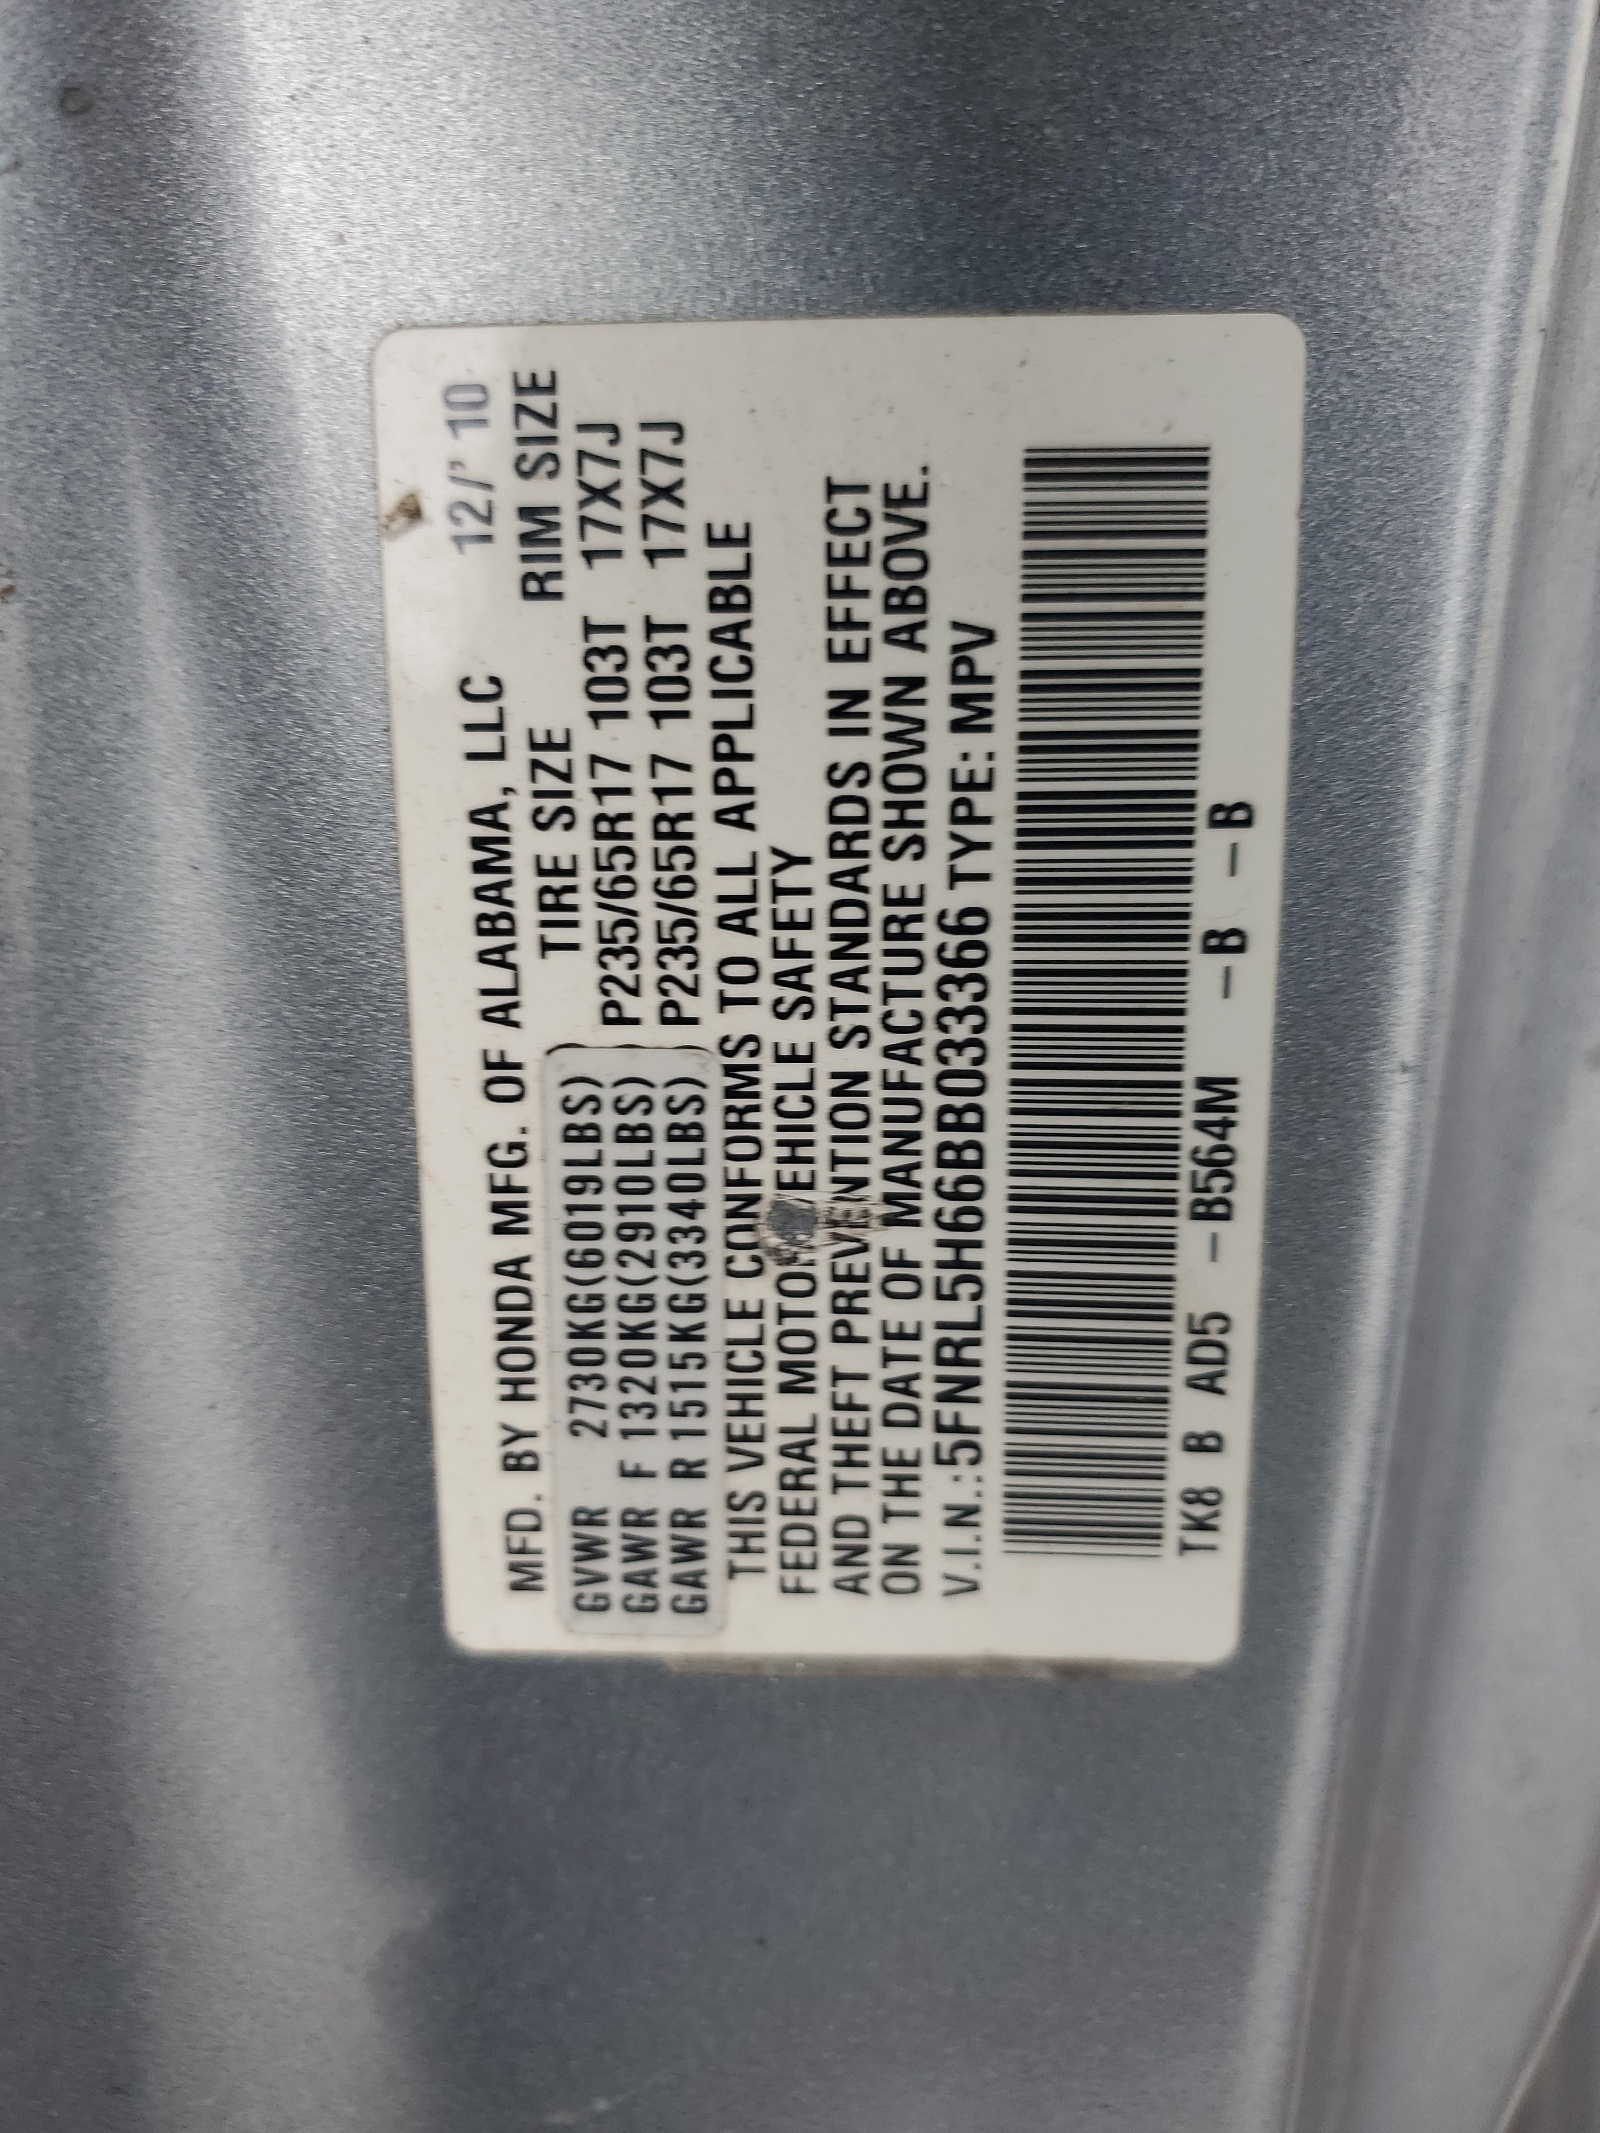 MFD. BY HONDA MFG. OF ALABAMA, LLC 12/'10
TIRE SIZE RIM SIZE
GVWR 2730KG(6019LBS)
GAWR F 1320KG(2910LBS) P235/65R17 103T 17X7J
GAWR R 1515KG(3340LBS) P235/65R17 103T 17X7J
THIS VEHICLE CONFORMS TO ALL APPLICABLE
FEDERAL MOTOR VEHICLE SAFETY
AND THEFT PREVENTION STANDARDS IN EFFECT
ON THE DATE OF MANUFACTURE SHOWN ABOVE.
V.I.N.:5FNRL5H66BB033366 TYPE: MPV
TK8 B AD5 –B564M –B –B